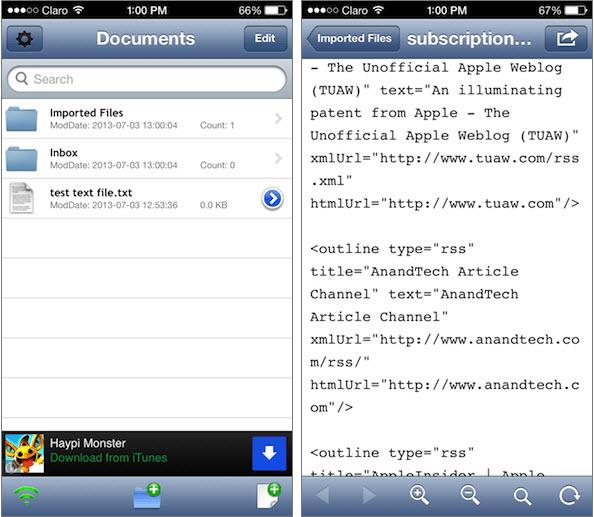 Claro 1:00 PM 66%
Documents
Edit
Search
Imported Files
ModDate: 2013-07-03 13:00:04 Count: 1
Inbox
ModDate: 2013-07-03 13:00:04 Count: 0
test text file.txt
ModDate: 2013-07-03 12:53:36 0.0 KB
Haypi Monster
Download from iTunes
Claro 1:00 PM 67%
Imported Files
subscription...
- The Unofficial Apple Weblog
(TUAW)" text="An illuminating
patent from Apple - The
Unofficial Apple Weblog (TUAW)"
xmlUrl="http://www.tuaw.com/rss
.xml"
htmlUrl="http://www.tuaw.com"/>
<outline type="rss"
title="AnandTech Article
Channel" text="AnandTech
Article Channel"
xmlUrl="http://www.anandtech.co
m/rss/"
htmlUrl="http://www.anandtech.c
om"/>
<outline type="rss"
title="AppleInsider | Apple